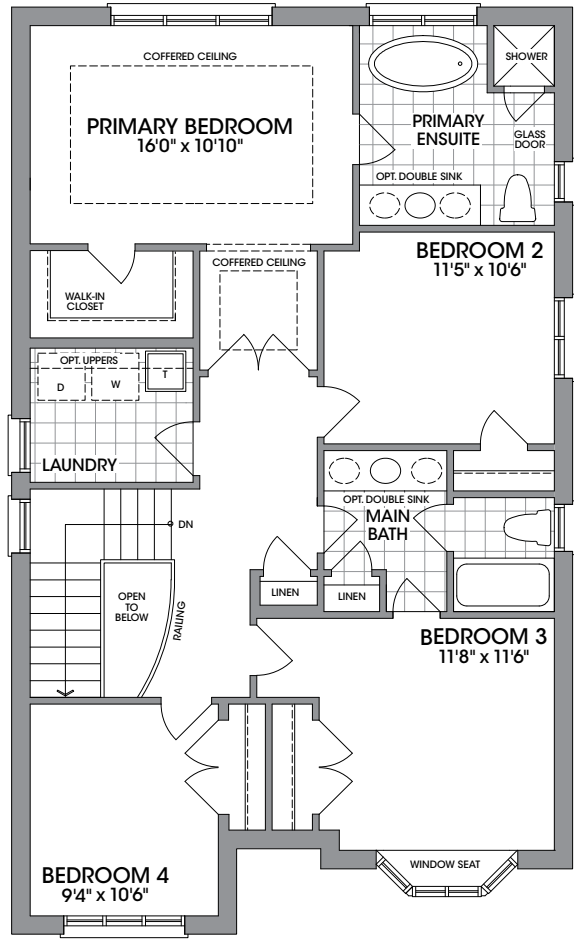 COFFERED CEILING
PRIMARY BEDROOM
16'0" x 10'10"
SHOWER
PRIMARY
ENSUITE
GLASS
DOOR
OPT. DOUBLE SINK
WALK-IN
CLOSET
COFFERED CEILING
BEDROOM 2
11'5" x 10'6"
OPT. UPPERS
D
W
T
LAUNDRY
OPT. DOUBLE SINK
MAIN
BATH
DN
OPEN
TO
BELOW
RAILING
LINEN
LINEN
BEDROOM 3
11'8" x 11'6"
BEDROOM 4
9'4" x 10'6"
WINDOW SEAT